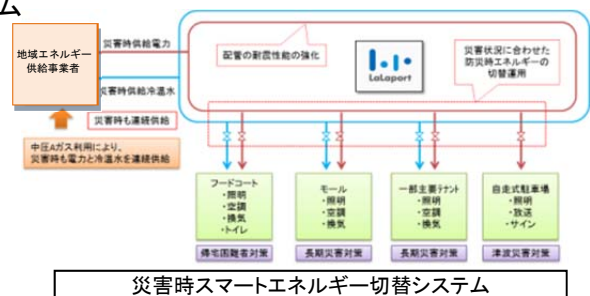 ム
地域エネルギー
供給事業者
災害時供給電力
災害時供給冷温水
災害時も連続供給
中圧Aガス利用により、
災害時も電力と冷温水を連続供給
配管の耐震性能の強化
LaLaport
災害状況に合わせた
防災時エネルギーの
切替運用
フードコート
・照明
・空調
・換気
・トイレ
帰宅困難者対策
モール
・照明
・空調
・換気
長期災害対策
一部主要テナント
・照明
・空調
・換気
長期災害対策
自走式駐車場
・照明
・放送
・サイン
津波災害対策
災害時スマートエネルギー切替システム